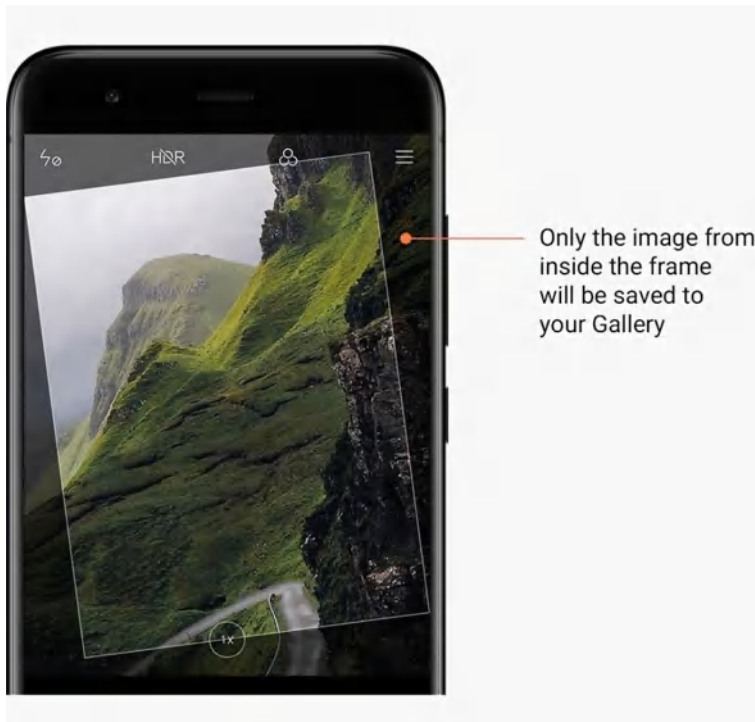 HDR
Only the image from
inside the frame
will be saved to
your Gallery
1X